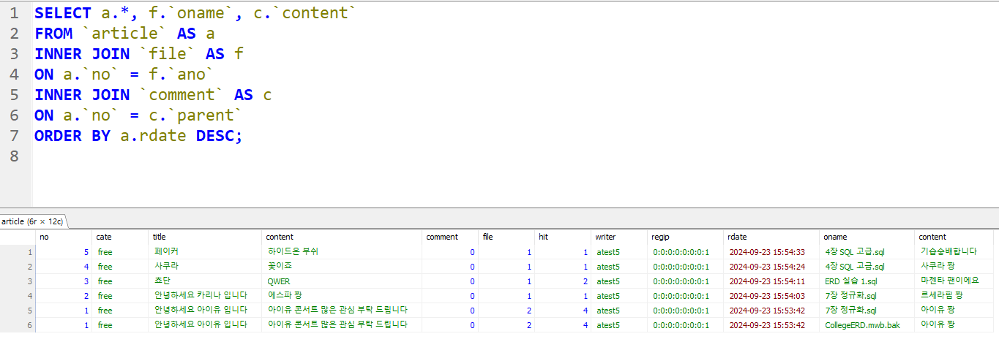 1 SELECT a.*, f.`oname`, c.`content`
2 FROM `article` AS a
3 INNER JOIN `file` AS f
4 ON a.`no` = f.`ano`
5 INNER JOIN `comment` AS c
6 ON a.`no` = c.`parent`
7 ORDER BY a.rdate DESC;
8
article (6r × 12c)
no cate title content comment file hit writer regip rdate oname content
1 5 free 페이커 하이드온 부쉬 0 1 1 atest5 0:0:0:0:0:0:0:1 2024-09-23 15:54:33 4장 SQL 고급.sql 기습숭배합니다
2 4 free 사쿠라 꽃이죠 0 1 1 atest5 0:0:0:0:0:0:0:1 2024-09-23 15:54:24 4장 SQL 고급.sql 사쿠라 짱
3 3 free 쵸단 QWER 0 1 2 atest5 0:0:0:0:0:0:0:1 2024-09-23 15:54:11 ERD 실습 1.sql 마젠타 팬이에요
4 2 free 안녕하세요 카리나 입니다 에스파 짱 0 1 1 atest5 0:0:0:0:0:0:0:1 2024-09-23 15:54:03 7장 정규화.sql 르세라핌 짱
5 1 free 안녕하세요 아이유 입니다 아이유 콘서트 많은 관심 부탁 드립니다 0 2 4 atest5 0:0:0:0:0:0:0:1 2024-09-23 15:53:42 7장 정규화.sql 아이유 짱
6 1 free 안녕하세요 아이유 입니다 아이유 콘서트 많은 관심 부탁 드립니다 0 2 4 atest5 0:0:0:0:0:0:0:1 2024-09-23 15:53:42 CollegeERD.mwb.bak 아이유 짱